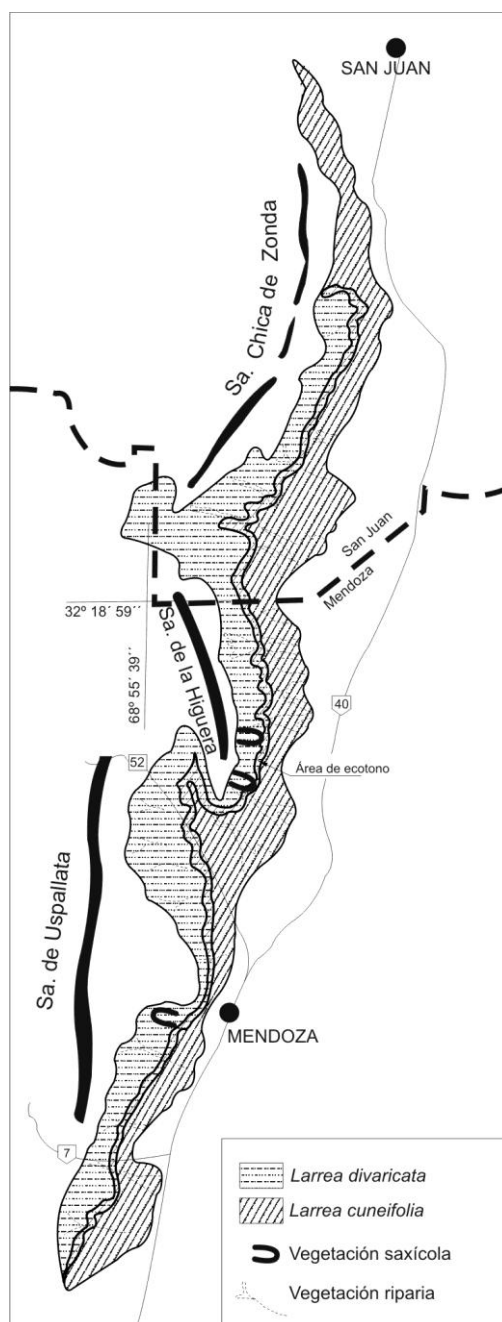 SAN JUAN
Sa. Chica de Zonda
San Juan
Mendoza
32º 18´ 59´´
68º 55´ 39´´
Sa. de la Higuera
40
52
Área de ecotono
Sa. de Uspallata
MENDOZA
7
Larrea divaricata
Larrea cuneifolia
Vegetación saxícola
Vegetación riparia